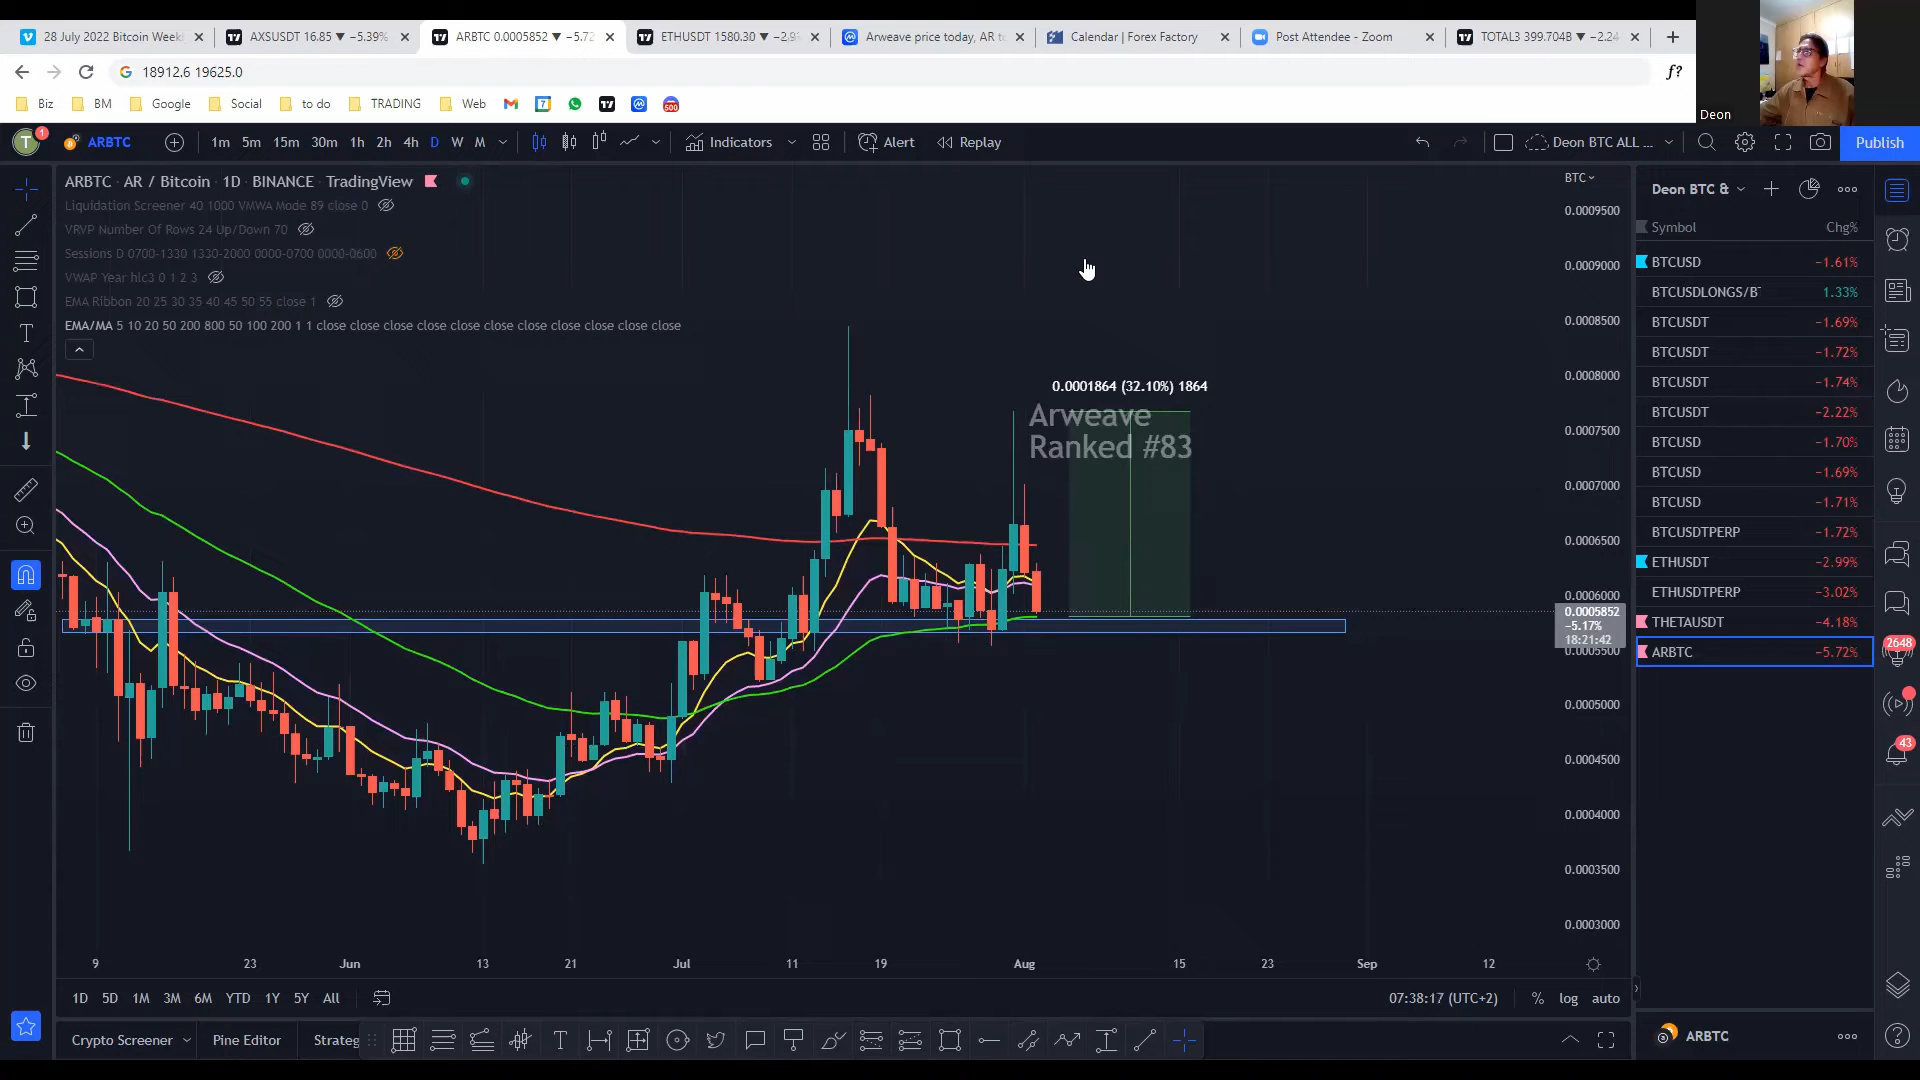 28 July 2022 Bitcoin Week
AXSUSDT 16.85 ▼ −5.39%
ARBTC 0.0005852 ▼ −5.72
ETHUSDT 1580.30 ▼ −2.9
Arweave price today, AR t
Calendar | Forex Factory
Post Attendee - Zoom
TOTAL3 399.704B ▼ −2.24
18912.6 19625.0
f?
Biz
BM
Google
Social
to do
TRADING
Web
7
500
Deon
T
1
ARBTC
1m
5m
15m
30m
1h
2h
4h
D
W
M
Indicators
Alert
Replay
Deon BTC ALL ...
Publish
ARBTC · AR / Bitcoin · 1D · BINANCE · TradingView
Liquidation Screener 40 1000 VMWA Mode 89 close 0
VRVP Number Of Rows 24 Up/Down 70
Sessions D 0700-1330 1330-2000 0000-0700 0000-0600
VWAP Year hlc3 0 1 2 3
EMA Ribbon 20 25 30 35 40 45 50 55 close 1
EMA/MA 5 10 20 50 200 800 50 100 200 1 1 close close close close close close close close close close close
0.0001864 (32.10%) 1864
Arweave
Ranked #83
BTC
0.0009500
0.0009000
0.0008500
0.0008000
0.0007500
0.0007000
0.0006500
0.0006000
0.0005852
−5.17%
18:21:42
0.0005500
0.0005000
0.0004500
0.0004000
0.0003500
0.0003000
9
23
Jun
13
21
Jul
11
19
Aug
15
23
Sep
12
1D
5D
1M
3M
6M
YTD
1Y
5Y
All
07:38:17 (UTC+2)
%
log
auto
Crypto Screener
Pine Editor
Strateg
Deon BTC &
Symbol
Chg%
BTCUSD −1.61%
BTCUSDLONGS/B 1.33%
BTCUSDT −1.69%
BTCUSDT −1.72%
BTCUSDT −1.74%
BTCUSDT −2.22%
BTCUSD −1.70%
BTCUSD −1.69%
BTCUSD −1.71%
BTCUSDTPERP −1.72%
ETHUSDT −2.99%
ETHUSDTPERP −3.02%
THETAUSDT −4.18%
ARBTC −5.72%
2648
43
ARBTC